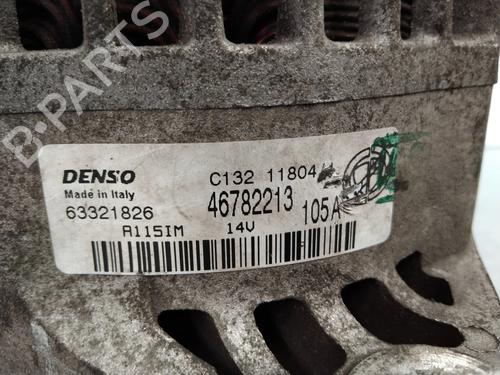 B-PARTS
DENSO
Made in Italy
63321826
C132 11804
46782213
105A
A115IM
14V